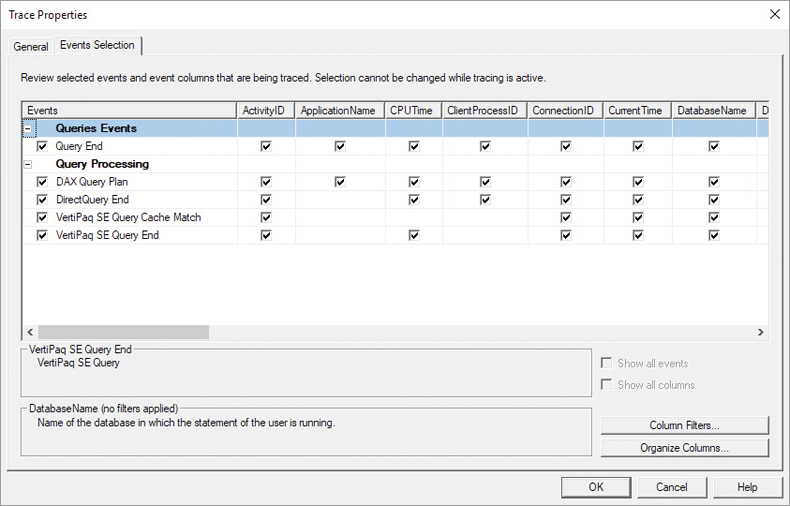 Trace Properties
General Events Selection
Review selected events and event columns that are being traced. Selection cannot be changed while tracing is active.
Events ActivityID ApplicationName CPUTime ClientProcessID ConnectionID CurrentTime DatabaseName D
Queries Events
Query End
Query Processing
DAX Query Plan
DirectQuery End
VertiPaq SE Query Cache Match
VertiPaq SE Query End
VertiPaq SE Query End
VertiPaq SE Query
Show all events
Show all columns
DatabaseName (no filters applied)
Name of the database in which the statement of the user is running.
Column Filters...
Organize Columns...
OK Cancel Help